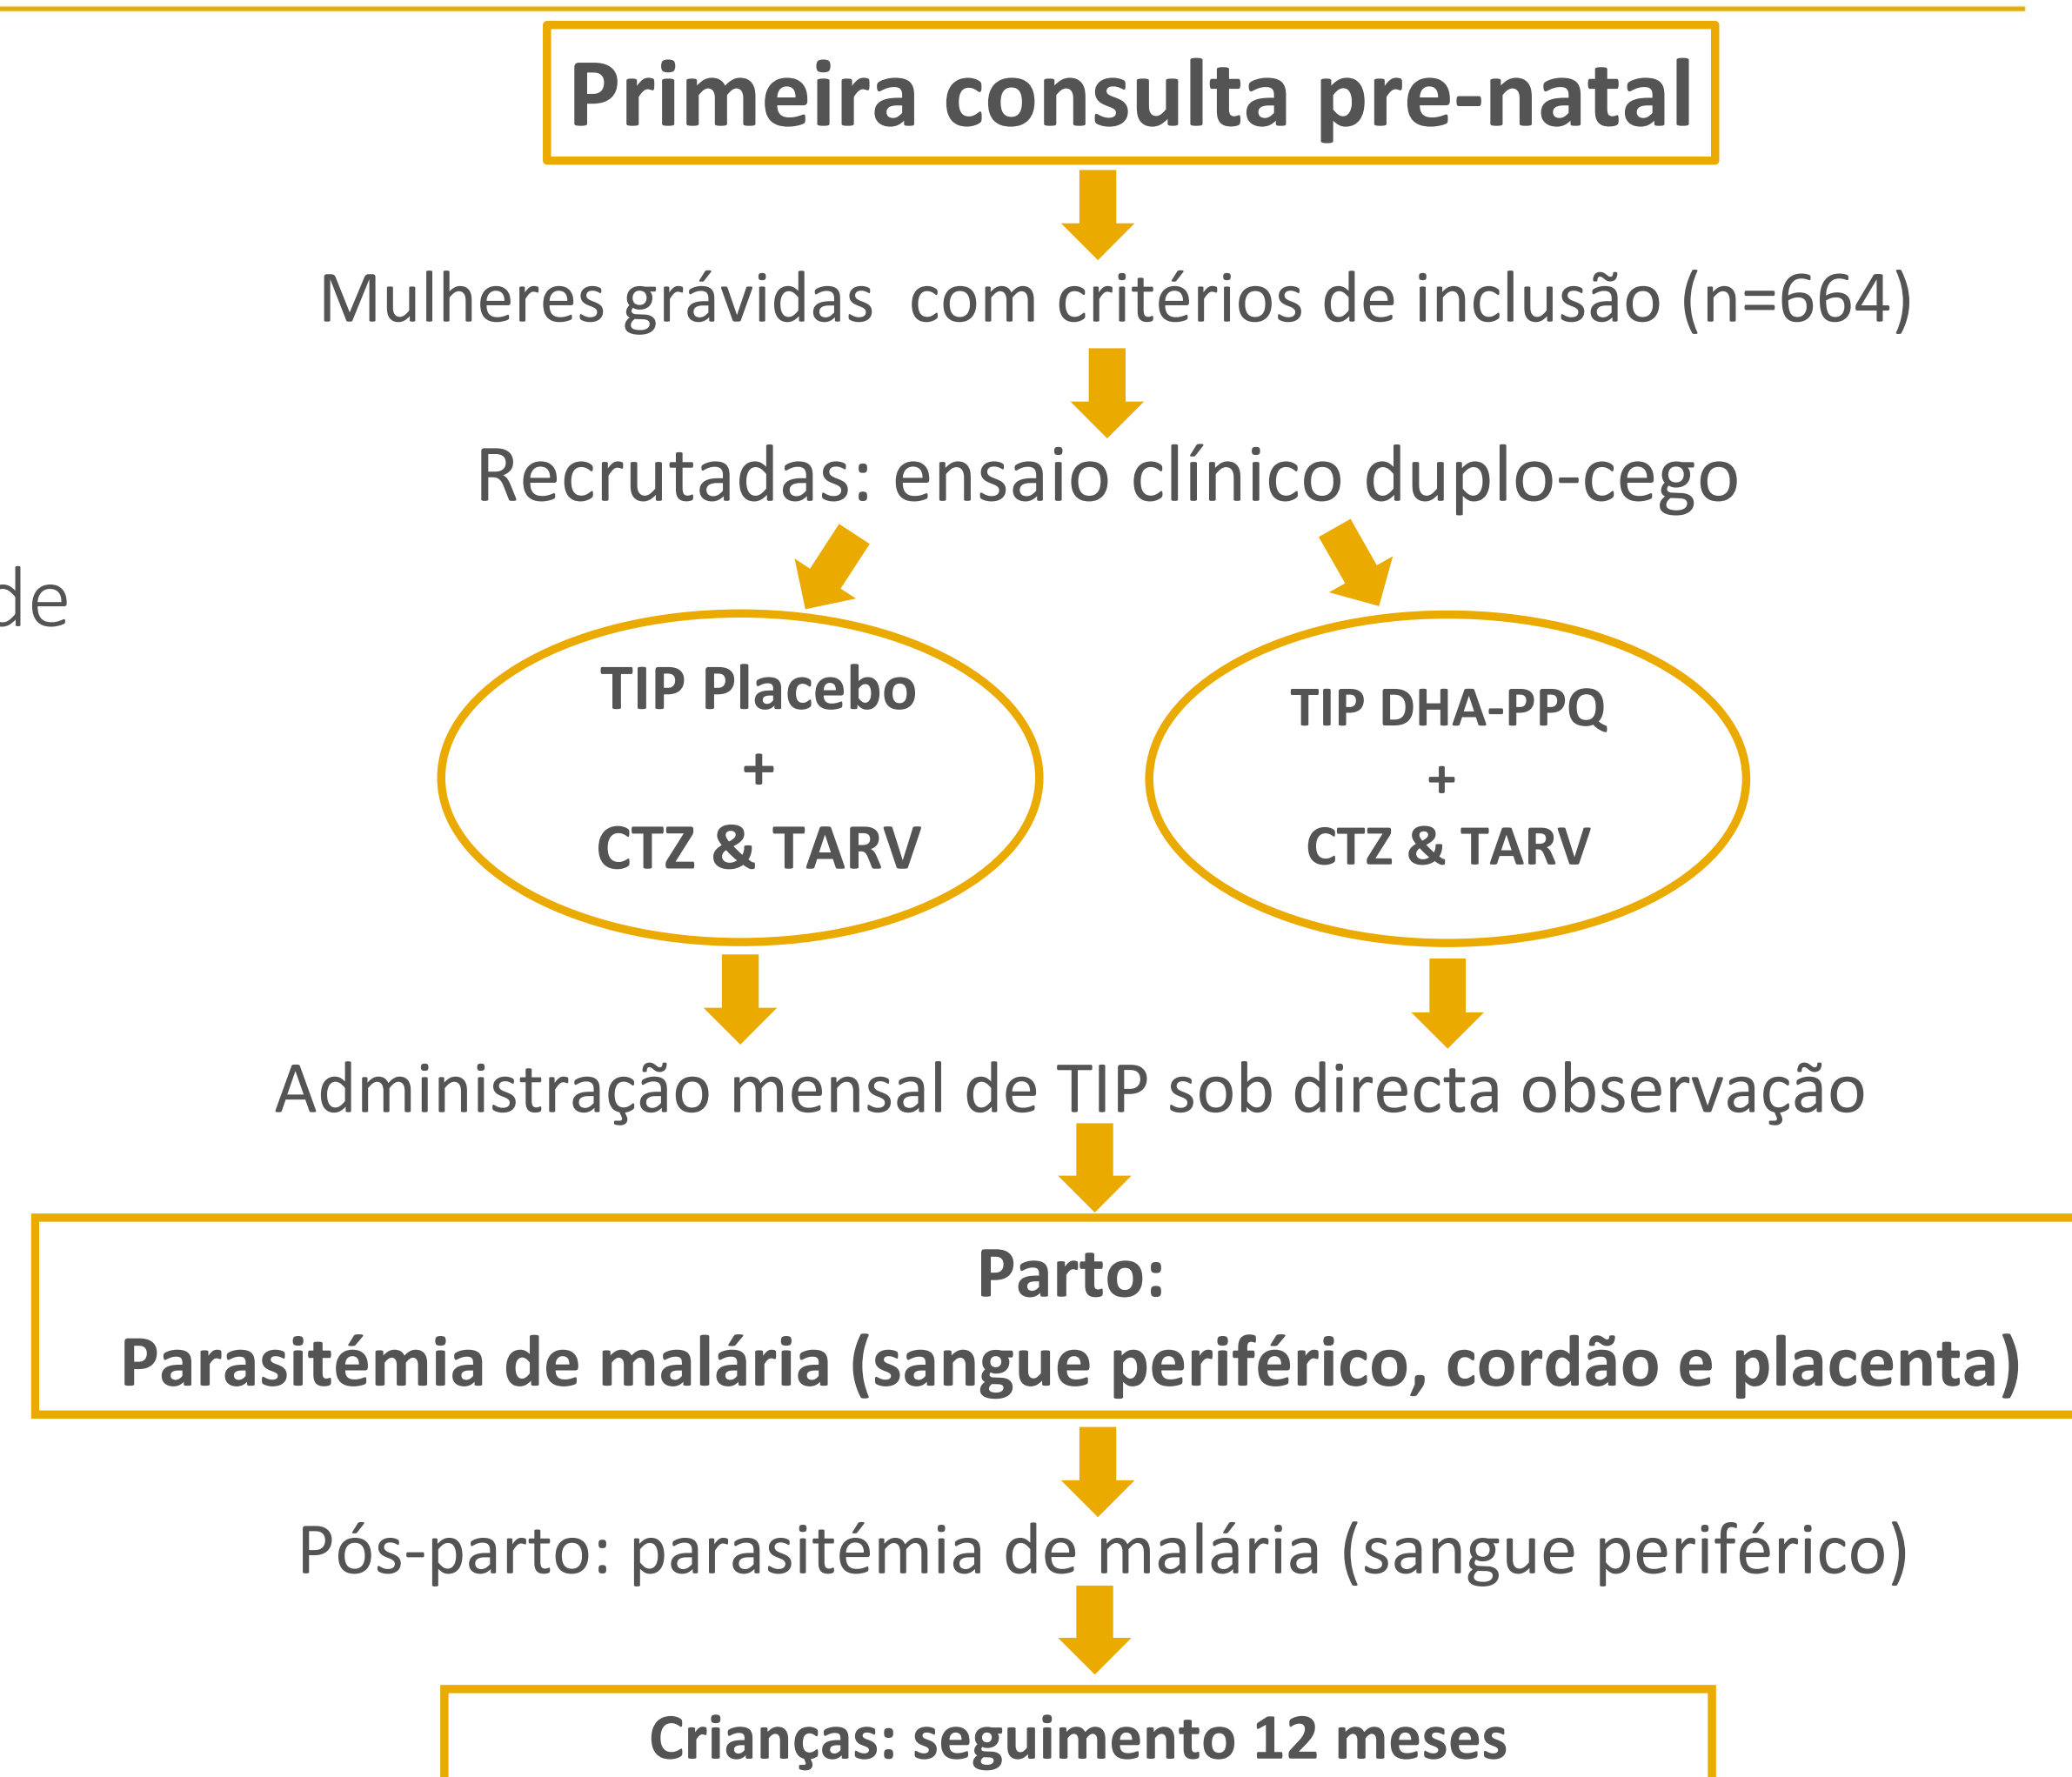 Primeira consulta pre-natal
Mulheres grávidas com critérios de inclusão (n=664)
Recrutadas: ensaio clínico duplo-cego
de
TIP Placebo
+
CTZ & TARV
TIP DHA-PPQ
+
CTZ & TARV
Administração mensal de TIP sob direta observação
Parto:
Parasitémia de malária (sangue periférico, cordão e placenta)
Pós-parto: parasitémia de malária (sangue periférico)
Crianças: seguimento 12 meses